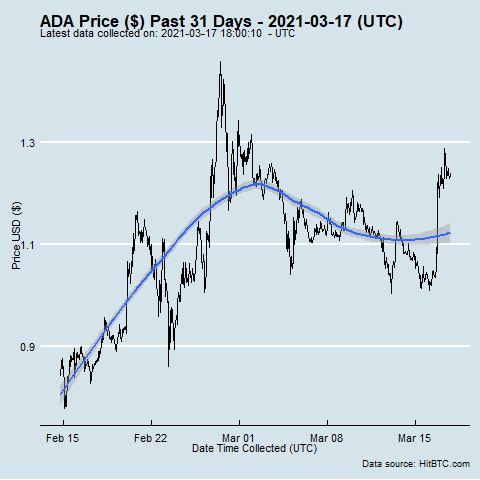 ADA Price ($) Past 31 Days - 2021-03-17 (UTC)
Latest data collected on: 2021-03-17 18:00:10 - UTC
Price USD ($)
1.3
1.1
0.9
Feb 15
Feb 22
Mar 01
Mar 08
Mar 15
Date Time Collected (UTC)
Data source: HitBTC.com